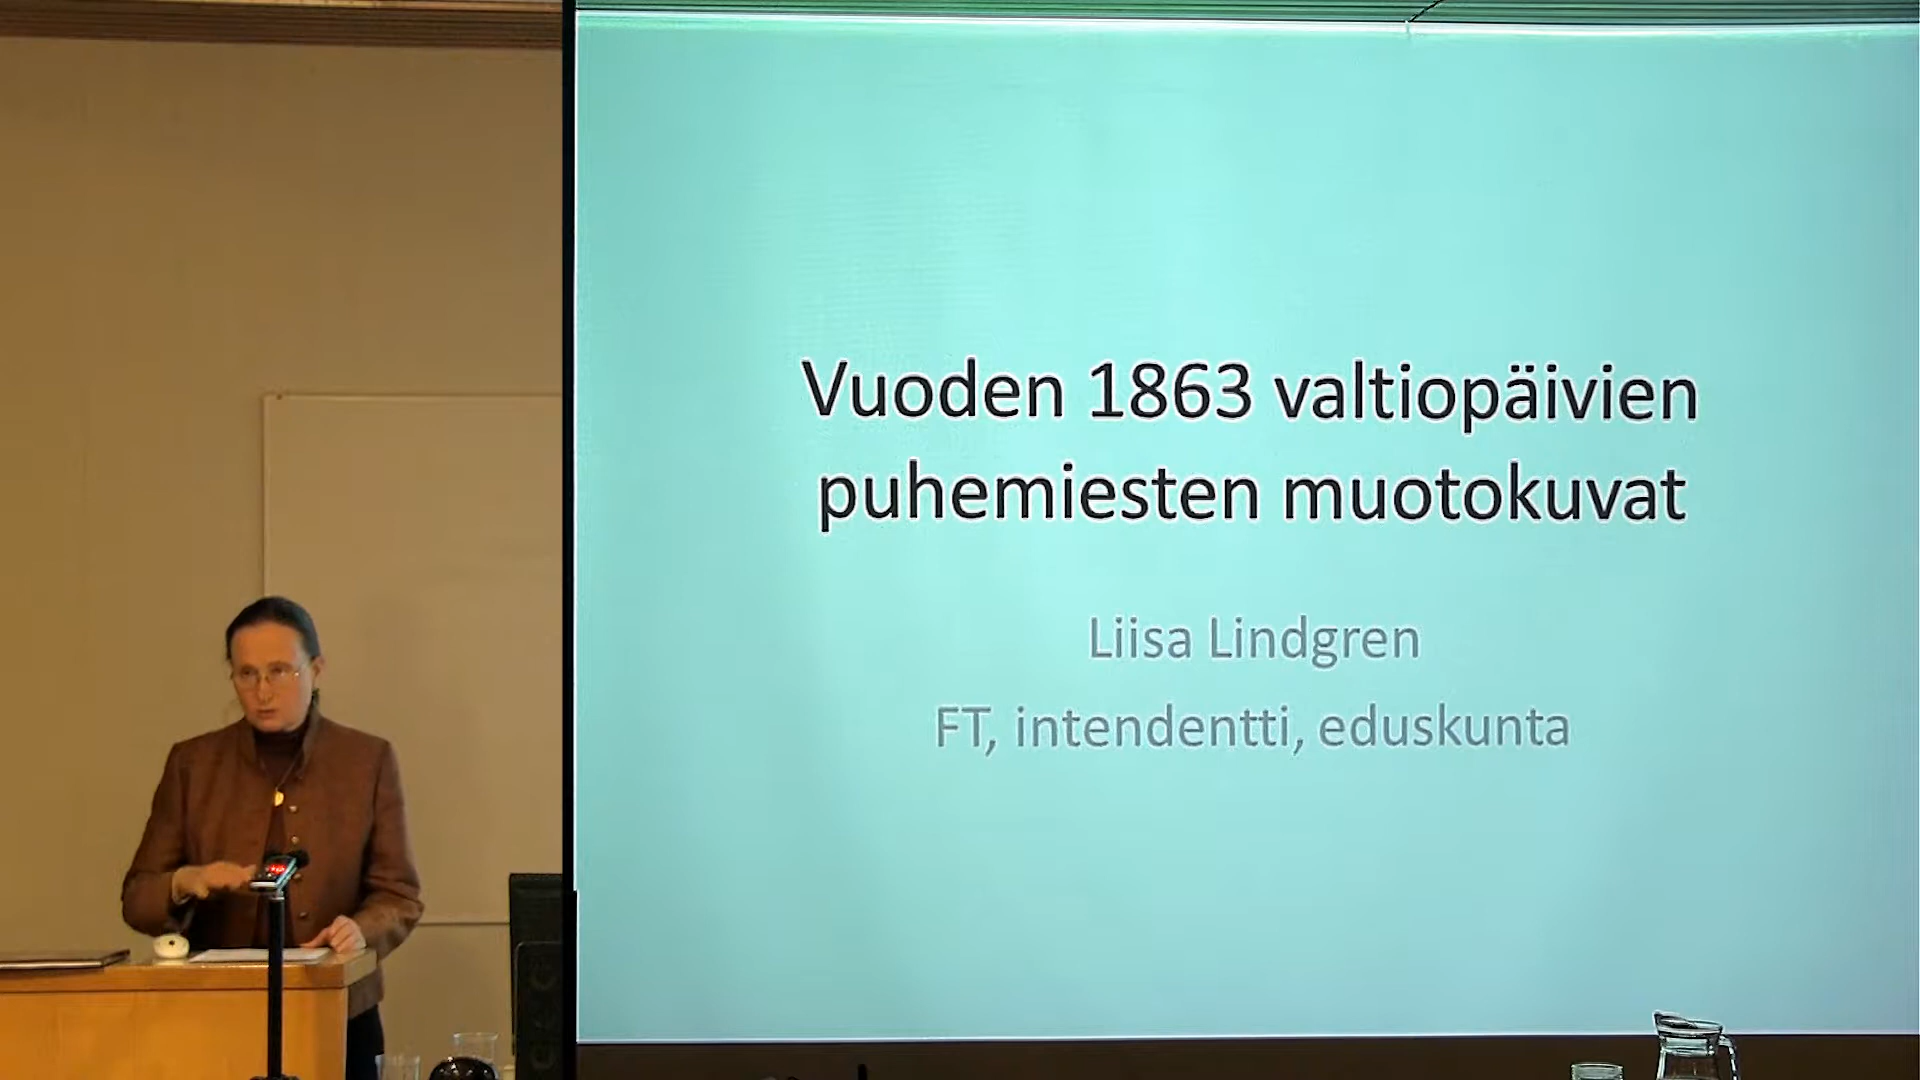 Vuoden 1863 valtiopäivien
puhemiesten muotokuvat
Liisa Lindgren
FT, intendentti, eduskunta